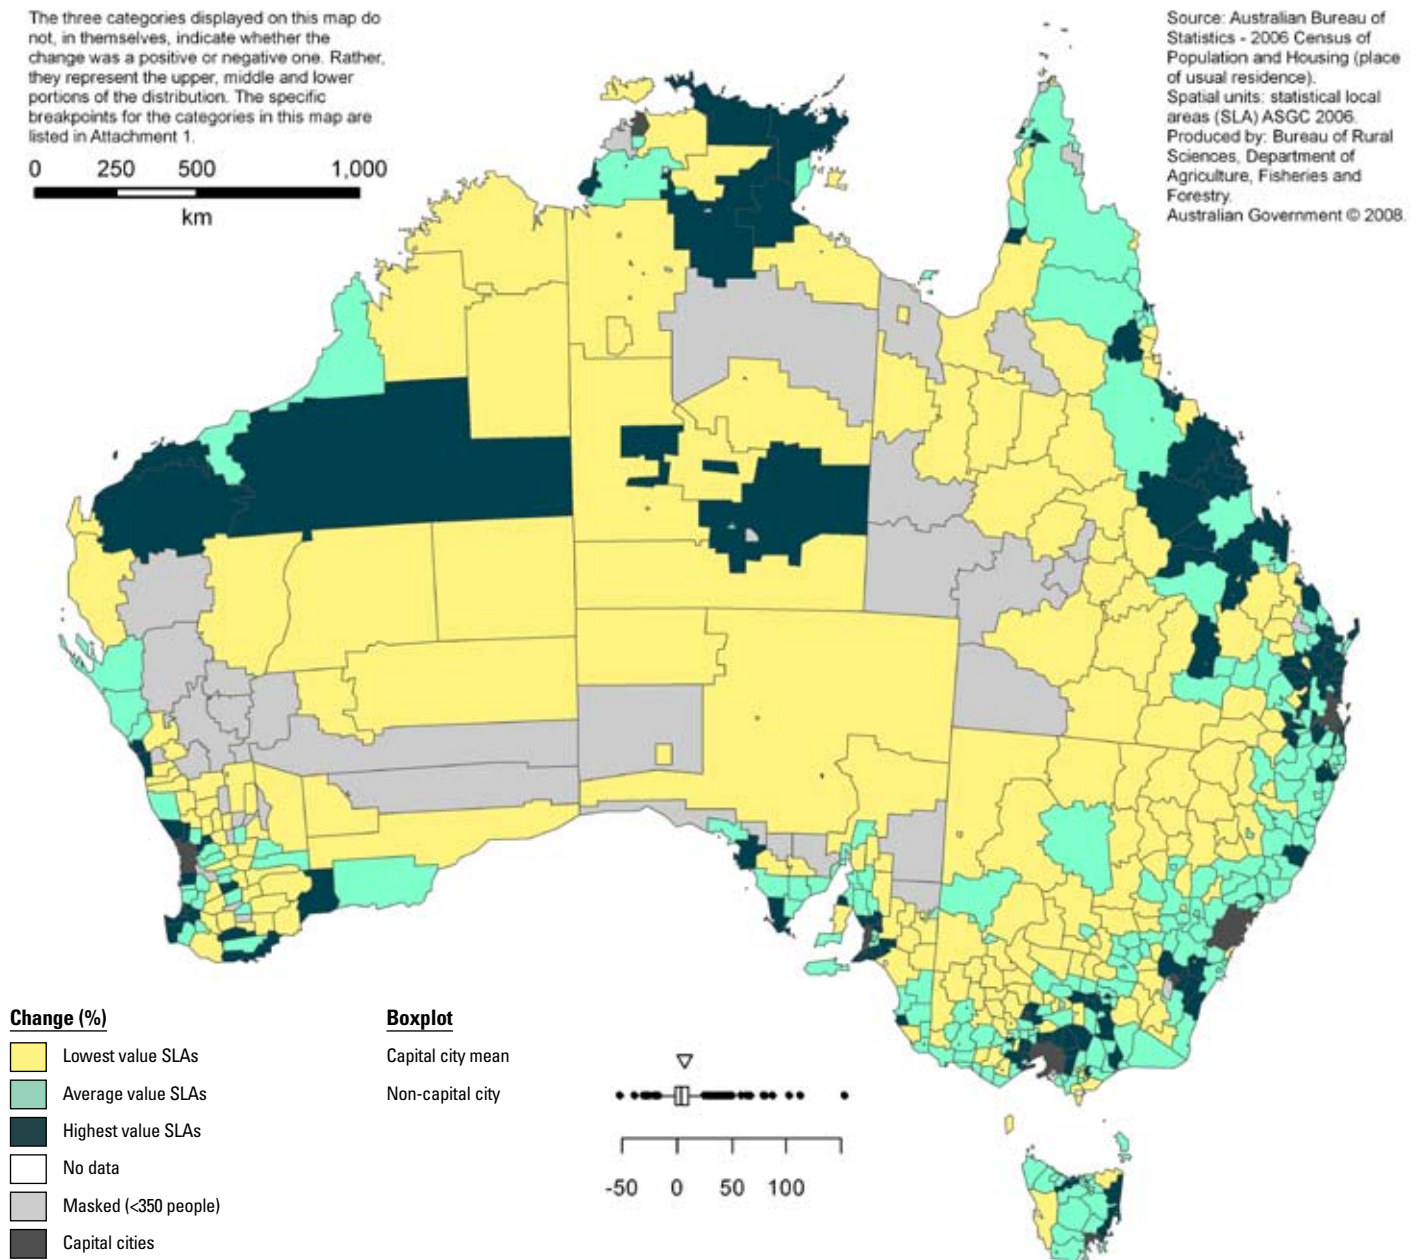 The three categories displayed on this map do
not, in themselves, indicate whether the
change was a positive or negative one. Rather,
they represent the upper, middle and lower
portions of the distribution. The specific
breakpoints for the categories in this map are
listed in Attachment 1.
0 250 500 1,000
km
Source: Australian Bureau of
Statistics - 2006 Census of
Population and Housing (place
of usual residence).
Spatial units: statistical local
areas (SLA) ASGC 2006.
Produced by: Bureau of Rural
Sciences, Department of
Agriculture, Fisheries and
Forestry.
Australian Government © 2008.
Change (%)
Lowest value SLAs
Average value SLAs
Highest value SLAs
No data
Masked (<350 people)
Capital cities
Boxplot
Capital city mean
Non-capital city
-50 0 50 100